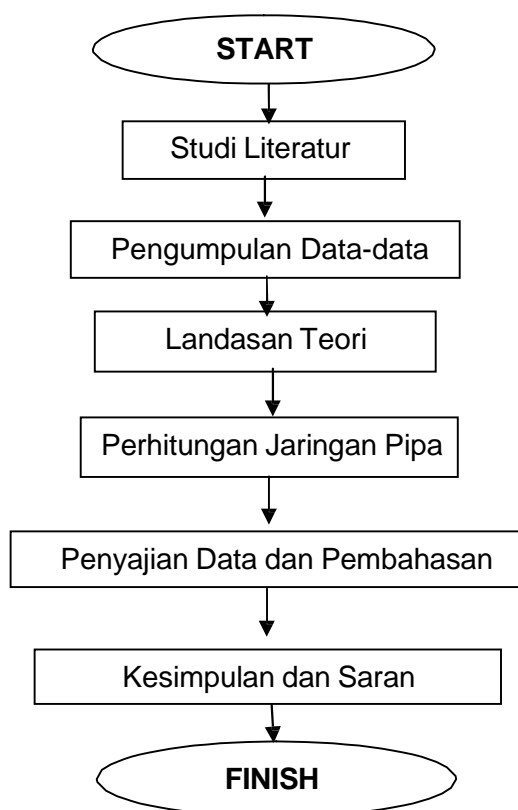 START
Studi Literatur
Pengumpulan Data-data
Landasan Teori
Perhitungan Jaringan Pipa
Penyajian Data dan Pembahasan
Kesimpulan dan Saran
FINISH